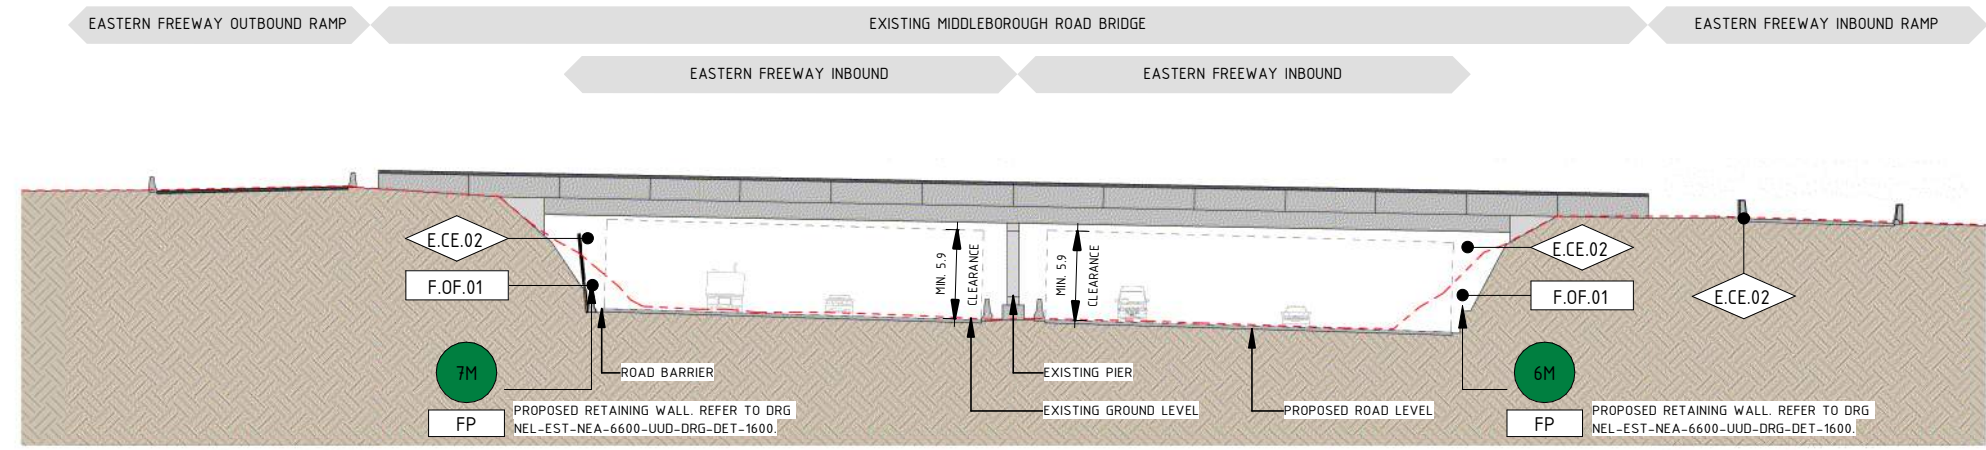 EASTERN FREEWAY OUTBOUND RAMP
EXISTING MIDDLEBOROUGH ROAD BRIDGE
EASTERN FREEWAY INBOUND RAMP
EASTERN FREEWAY INBOUND
EASTERN FREEWAY INBOUND
E.CE.02
F.OF.01
MIN. 5.9
CLEARANCE
MIN. 5.9
CLEARANCE
E.CE.02
F.OF.01
E.CE.02
7M
FP
PROPOSED RETAINING WALL. REFER TO DRG
NEL-EST-NEA-6600-UUD-DRG-DET-1600.
ROAD BARRIER
EXISTING PIER
EXISTING GROUND LEVEL
PROPOSED ROAD LEVEL
6M
FP
PROPOSED RETAINING WALL. REFER TO DRG
NEL-EST-NEA-6600-UUD-DRG-DET-1600.